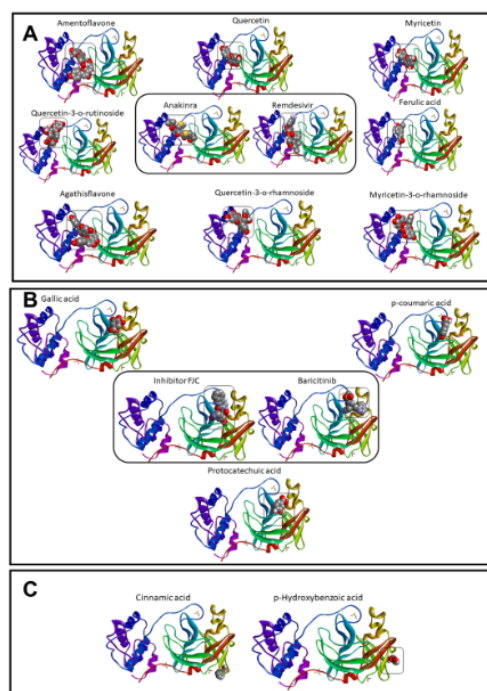 A
Amentoflavone
Quercetin
Myricetin
Quercetin-3-o-rutinoside
Anakinra
Remdesivir
Ferulic acid
Agathisflavone
Quercetin-3-o-rhamnoside
Myricetin-3-o-rhamnoside
B
Gallic acid
p-coumaric acid
Inhibitor FJC
Baricitinib
Protocatechuic acid
C
Cinnamic acid
p-Hydroxybenzoic acid